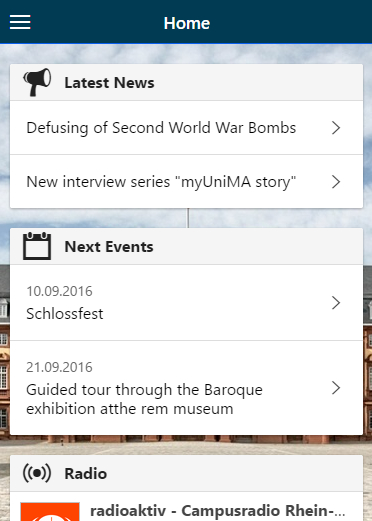 Home
Latest News
Defusing of Second World War Bombs
New interview series "myUniMA story"
Next Events
10.09.2016
Schlossfest
21.09.2016
Guided tour through the Baroque
exhibition atthe rem museum
Radio
radioaktiv - Campusradio Rhein-...